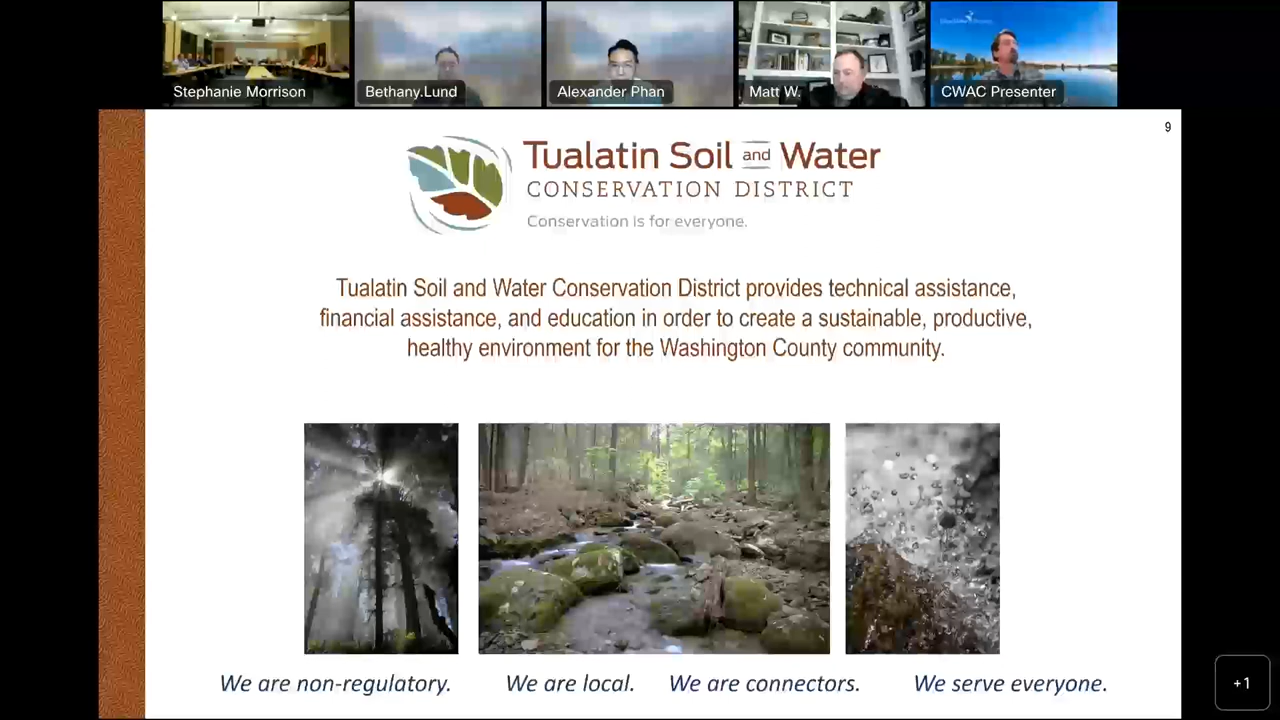 Stephanie Morrison
Bethany.Lund
Alexander Phan
Matt W.
CWAC Presenter
9
Tualatin Soil and Water
CONSERVATION DISTRICT
Conservation is for everyone.
Tualatin Soil and Water Conservation District provides technical assistance,
financial assistance, and education in order to create a sustainable, productive,
healthy environment for the Washington County community.
We are non-regulatory.
We are local.
We are connectors.
We serve everyone.
+1